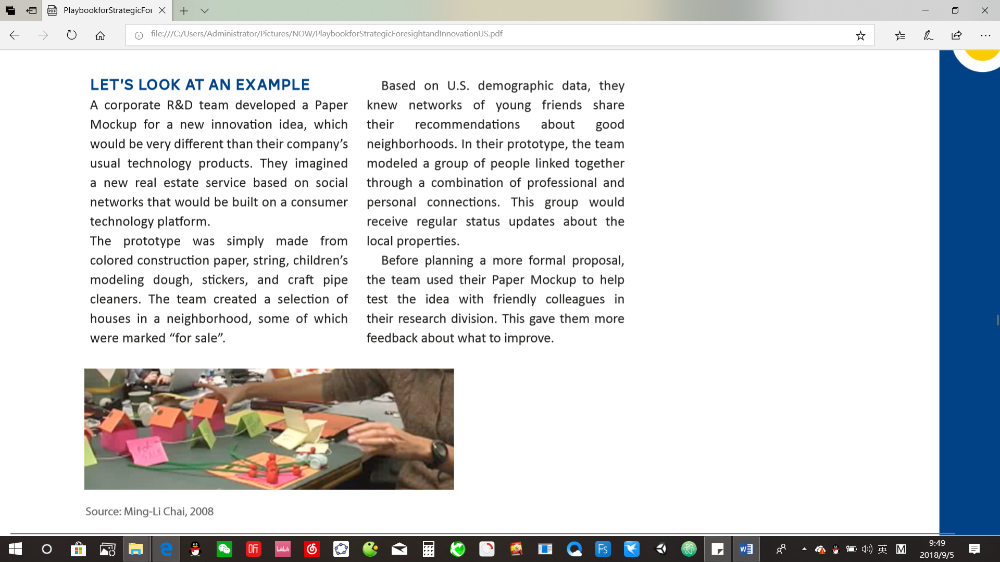 PlaybookforStrategicFor
file:///C:/Users/Administrator/Pictures/NOW/PlaybookforStrategicForesightandInnovationUS.pdf
LET'S LOOK AT AN EXAMPLE
A corporate R&D team developed a Paper
Mockup for a new innovation idea, which
would be very different than their company's
usual technology products. They imagined
a new real estate service based on social
networks that would be built on a consumer
technology platform.
The prototype was simply made from
colored construction paper, string, children's
modeling dough, stickers, and craft pipe
cleaners. The team created a selection of
houses in a neighborhood, some of which
were marked “for sale”.
Based on U.S. demographic data, they
knew networks of young friends share
their recommendations about good
neighborhoods. In their prototype, the team
modeled a group of people linked together
through a combination of professional and
personal connections. This group would
receive regular status updates about the
local properties.
Before planning a more formal proposal,
the team used their Paper Mockup to help
test the idea with friendly colleagues in
their research division. This gave them more
feedback about what to improve.
FOR
SALE
Source: Ming-Li Chai, 2008
英
M
9:49
2018/9/5